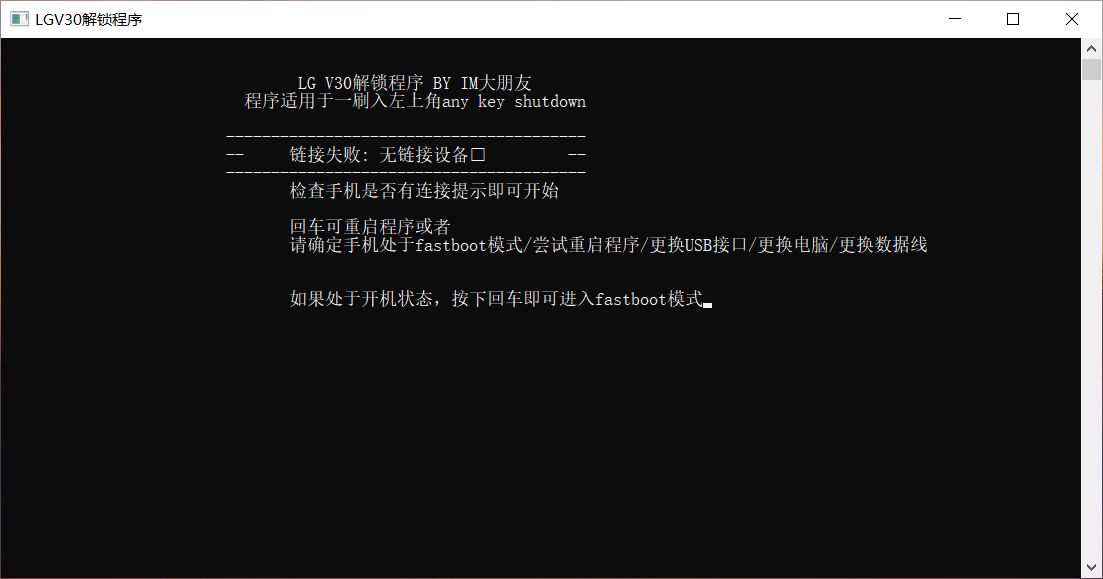 LGV30解锁程序
LG V30解锁程序 BY IM大朋友
程序适用于一刷入左上角any key shutdown
----------------------------------------
-- 链接失败: 无链接设备□ --
----------------------------------------
检查手机是否有连接提示即可开始
回车可重启程序或者
请确定手机处于fastboot模式/尝试重启程序/更换USB接口/更换电脑/更换数据线
如果处于开机状态，按下回车即可进入fastboot模式